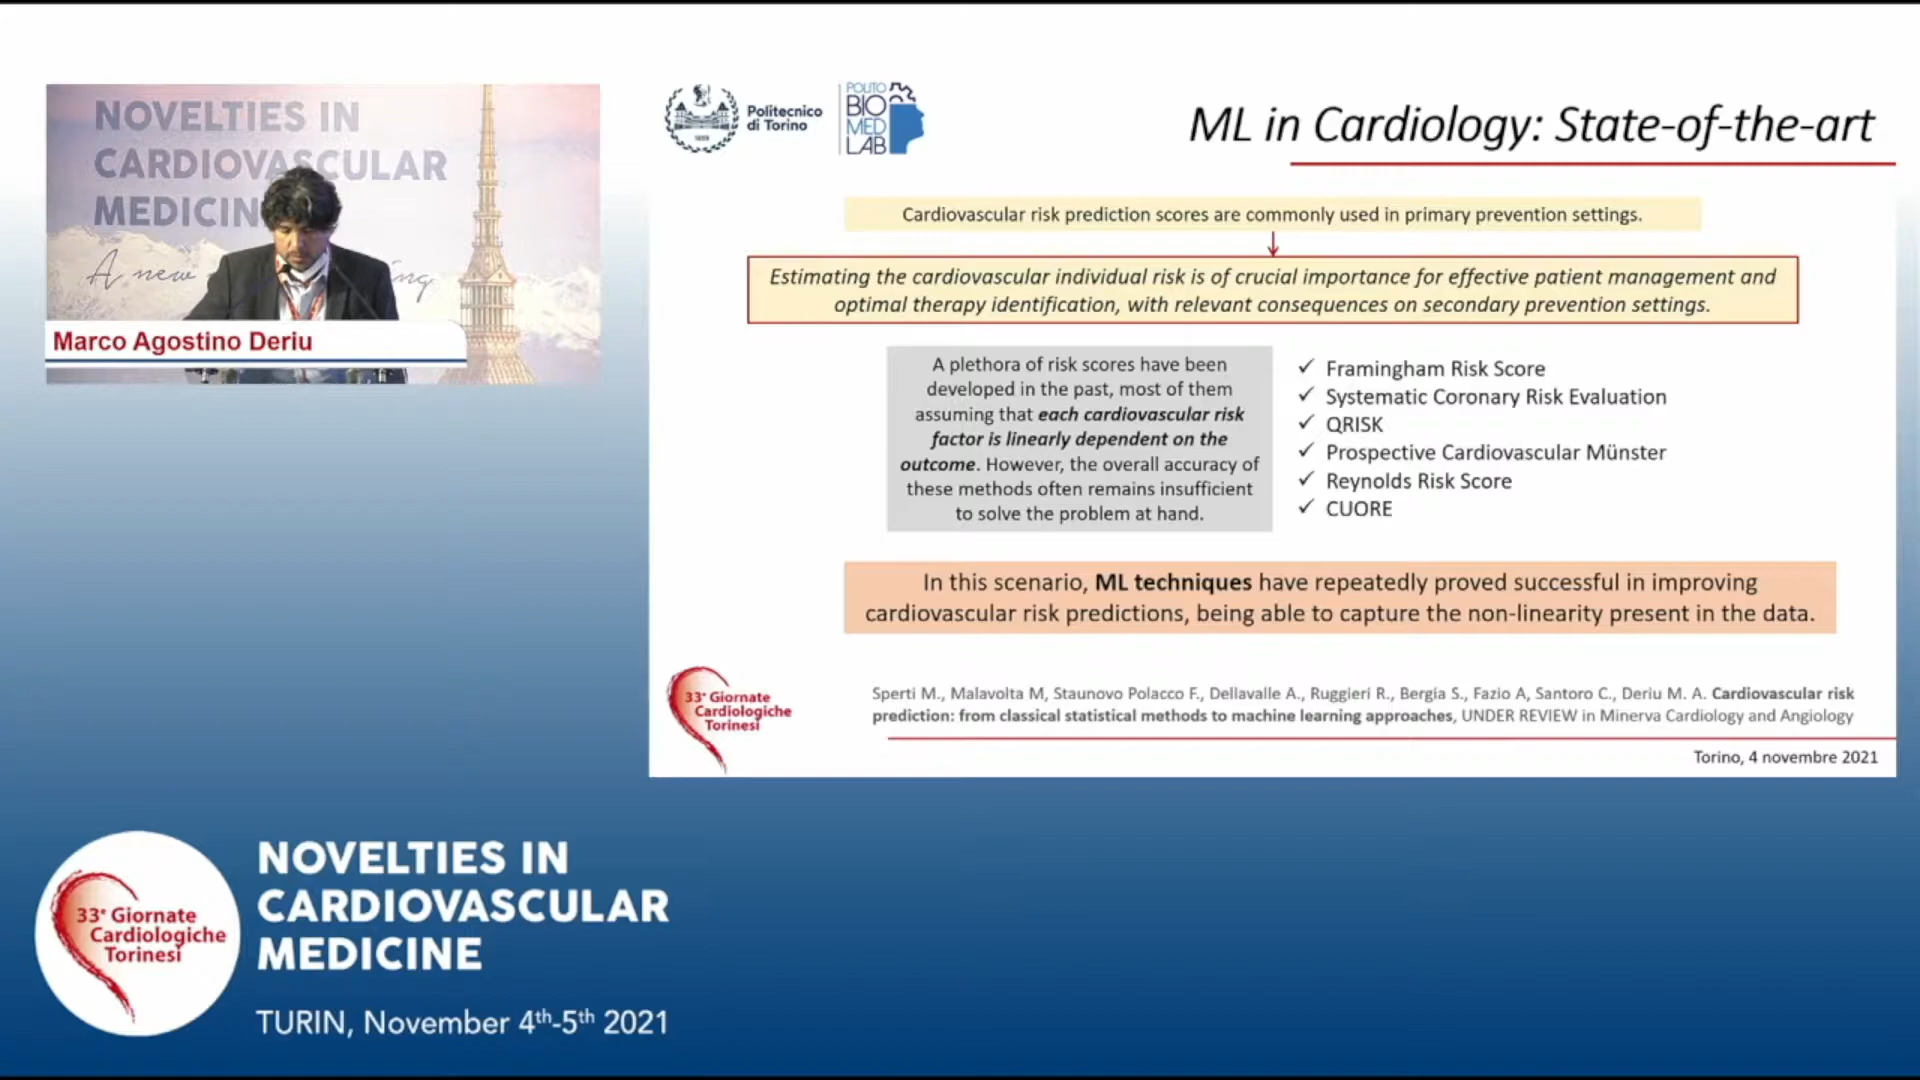 NOVELTIES IN
CARDIOVASCULAR
MEDICIN
A new
ng
Marco Agostino Deriu
Politecnico
di Torino
1859
POLITO
BIO
MED
LAB
ML in Cardiology: State-of-the-art
Cardiovascular risk prediction scores are commonly used in primary prevention settings.
Estimating the cardiovascular individual risk is of crucial importance for effective patient management and
optimal therapy identification, with relevant consequences on secondary prevention settings.
A plethora of risk scores have been
developed in the past, most of them
assuming that each cardiovascular risk
factor is linearly dependent on the
outcome. However, the overall accuracy of
these methods often remains insufficient
to solve the problem at hand.
✓ Framingham Risk Score
✓ Systematic Coronary Risk Evaluation
✓ QRISK
✓ Prospective Cardiovascular Münster
✓ Reynolds Risk Score
✓ CUORE
In this scenario, ML techniques have repeatedly proved successful in improving
cardiovascular risk predictions, being able to capture the non-linearity present in the data.
33° Giornate
Cardiologiche
Torinesi
Sperti M., Malavolta M, Staunovo Polacco F., Dellavalle A., Ruggieri R., Bergia S., Fazio A, Santoro C., Deriu M. A. Cardiovascular risk
prediction: from classical statistical methods to machine learning approaches, UNDER REVIEW in Minerva Cardiology and Angiology
Torino, 4 novembre 2021
33° Giornate
Cardiologiche
Torinesi
NOVELTIES IN
CARDIOVASCULAR
MEDICINE
TURIN, November 4th-5th 2021